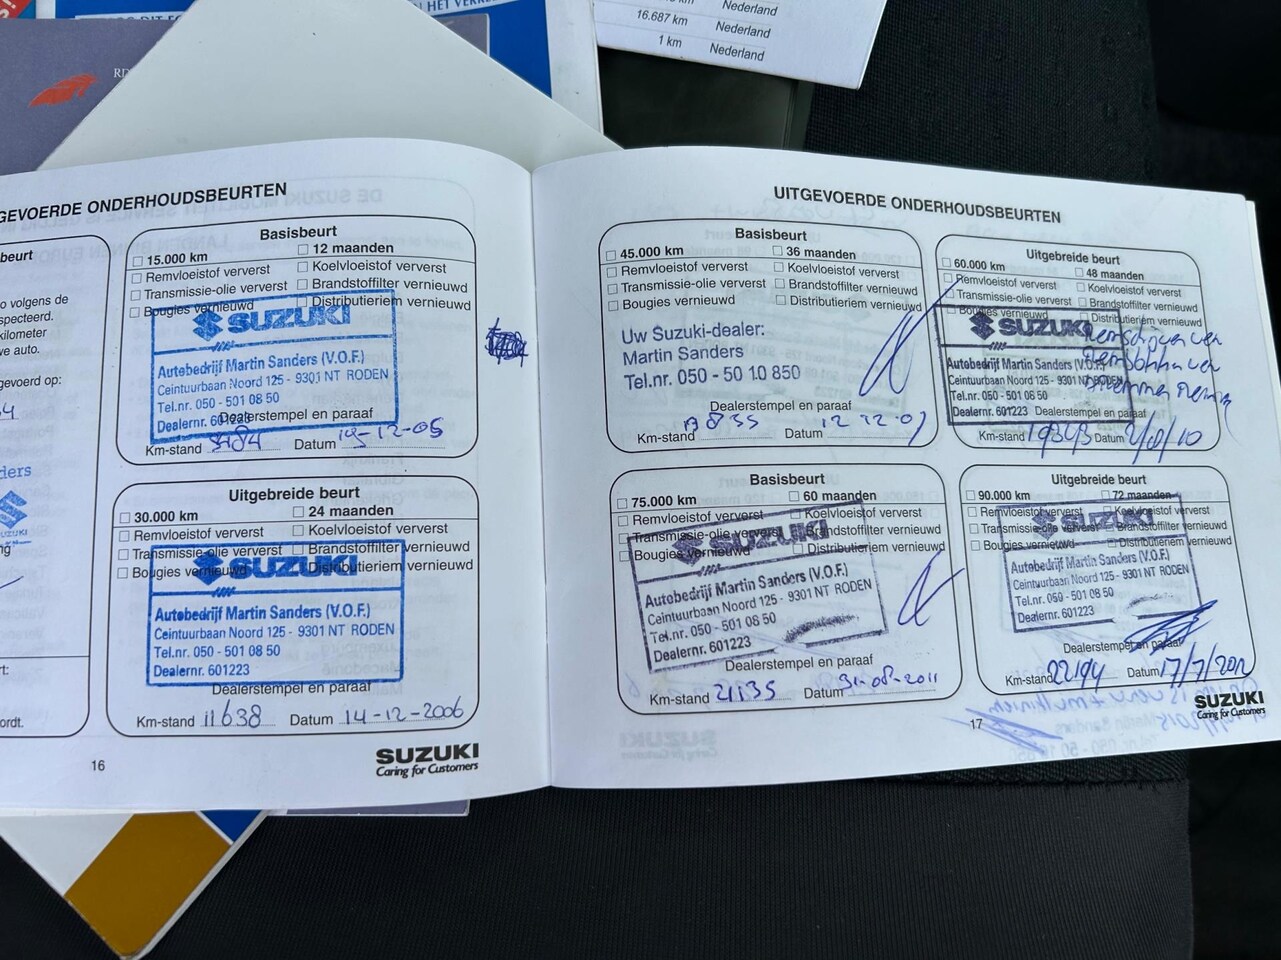 16.687 km Nederland
1 km Nederland
Nederland
GEVOERDE ONDERHOUDSBEURTEN
Basisbeurt
15.000 km 12 maanden
Remvloeistof ververst Koelvloeistof ververst
Transmissie-olie ververst Brandstoffilter vernieuwd
Bougies vernieuwd Distributieriem vernieuwd
SUZUKI
Autobedrijf Martin Sanders (V.O.F.)
Ceintuurbaan Noord 125 - 9301 NT RODEN
Tel.nr. 050 - 501 08 50
Dealernr. 601223
Dealerstempel en paraaf
Km-stand Datum
Uitgebreide beurt
30.000 km 24 maanden
Remvloeistof ververst Koelvloeistof ververst
Transmissie-olie ververst Brandstoffilter vernieuwd
Bougies vernieuwd Distributieriem vernieuwd
SUZUKI
Autobedrijf Martin Sanders (V.O.F.)
Ceintuurbaan Noord 125 - 9301 NT RODEN
Tel.nr. 050 - 501 08 50
Dealernr. 601223
Dealerstempel en paraaf
Km-stand 11638 Datum 14-12-2006
16
SUZUKI
Caring for Customers
UITGEVOERDE ONDERHOUDSBEURTEN
Basisbeurt
45.000 km 36 maanden
Remvloeistof ververst Koelvloeistof ververst
Transmissie-olie ververst Brandstoffilter vernieuwd
Bougies vernieuwd Distributieriem vernieuwd
Uw Suzuki-dealer:
Martin Sanders
Tel.nr. 050 - 50 10 850
Dealerstempel en paraaf
Km-stand Datum 12 12-07
Uitgebreide beurt
60.000 km 48 maanden
Remvloeistof ververst Koelvloeistof ververst
Transmissie-olie ververst Brandstoffilter vernieuwd
Bougies vernieuwd Distributieriem vernieuwd
SUZUKI
Autobedrijf Martin Sanders (V.O.F.)
Ceintuurbaan Noord 125 - 9301 NT RODEN
Tel.nr. 050 - 501 08 50
Dealernr. 601223
Dealerstempel en paraaf
Km-stand Datum
Basisbeurt
75.000 km 60 maanden
Remvloeistof ververst Koelvloeistof ververst
Transmissie-olie ververst Brandstoffilter vernieuwd
Bougies vernieuwd Distributieriem vernieuwd
SUZUKI
Autobedrijf Martin Sanders (V.O.F.)
Ceintuurbaan Noord 125 - 9301 NT RODEN
Tel.nr. 050 - 501 08 50
Dealernr. 601223
Dealerstempel en paraaf
Km-stand 21135 Datum 31-08-2011
Uitgebreide beurt
90.000 km 72 maanden
Remvloeistof ververst Koelvloeistof ververst
Transmissie-olie ververst Brandstoffilter vernieuwd
Bougies vernieuwd Distributieriem vernieuwd
SUZUKI
Autobedrijf Martin Sanders (V.O.F.)
Ceintuurbaan Noord 125 - 9301 NT RODEN
Tel.nr. 050 - 501 08 50
Dealernr. 601223
Dealerstempel en paraaf
Km-stand 22194 Datum 17/7/2012
17
SUZUKI
Caring for Customers